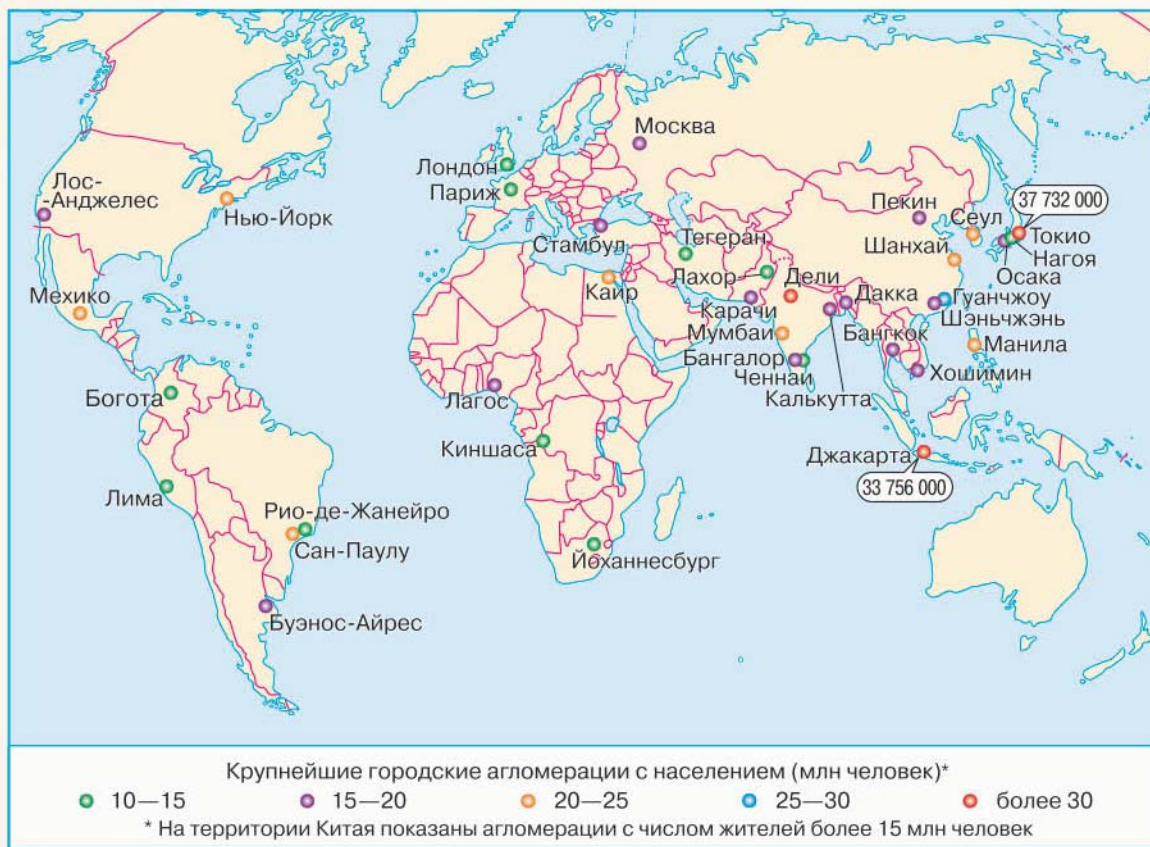 Москва
Лондон
Париж
Лос-
-Анджелес
Нью-Йорк
Стамбул
Тегеран
Пекин
Сеул
37 732 000
Токио
Нагоя
Осака
Шанхай
Мехико
Каир
Лахор
Дели
Карачи
Дакка
Гуанчжоу
Шэньчжэнь
Мумбаи
Бангкок
Манила
Бангалор
Ченнаи
Калькутта
Хошимин
Богота
Лагос
Киншаса
Джакарта
33 756 000
Лима
Рио-де-Жанейро
Сан-Паулу
Йоханнесбург
Буэнос-Айрес
Крупнейшие городские агломерации с населением (млн человек)*
10—15 15—20 20—25 25—30 более 30
* На территории Китая показаны агломерации с числом жителей более 15 млн человек